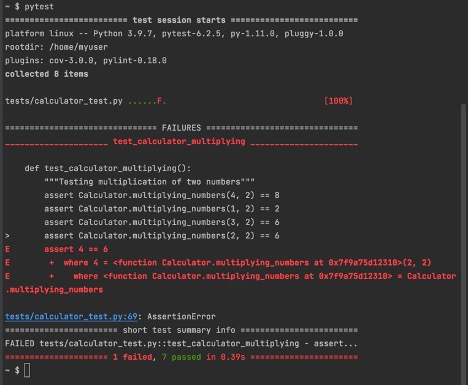 ~ $ pytest
========================= test session starts ==========================
platform linux -- Python 3.9.7, pytest-6.2.5, py-1.11.0, pluggy-1.0.0
rootdir: /home/myuser
plugins: cov-3.0.0, pylint-0.18.0
collected 8 items
tests/calculator_test.py ......F. [100%]
=============================== FAILURES ===============================
_____________________ test_calculator_multiplying ______________________
def test_calculator_multiplying():
"""Testing multiplication of two numbers"""
assert Calculator.multiplying_numbers(4, 2) == 8
assert Calculator.multiplying_numbers(1, 2) == 2
assert Calculator.multiplying_numbers(3, 2) == 6
> assert Calculator.multiplying_numbers(2, 2) == 6
E assert 4 == 6
E + where 4 = <function Calculator.multiplying_numbers at 0x7f9a75d12310>(2, 2)
E + where <function Calculator.multiplying_numbers at 0x7f9a75d12310> = Calculator
.multiplying_numbers
tests/calculator_test.py:69: AssertionError
======================= short test summary info ========================
FAILED tests/calculator_test.py::test_calculator_multiplying - assert...
===================== 1 failed, 7 passed in 0.39s ======================
~ $